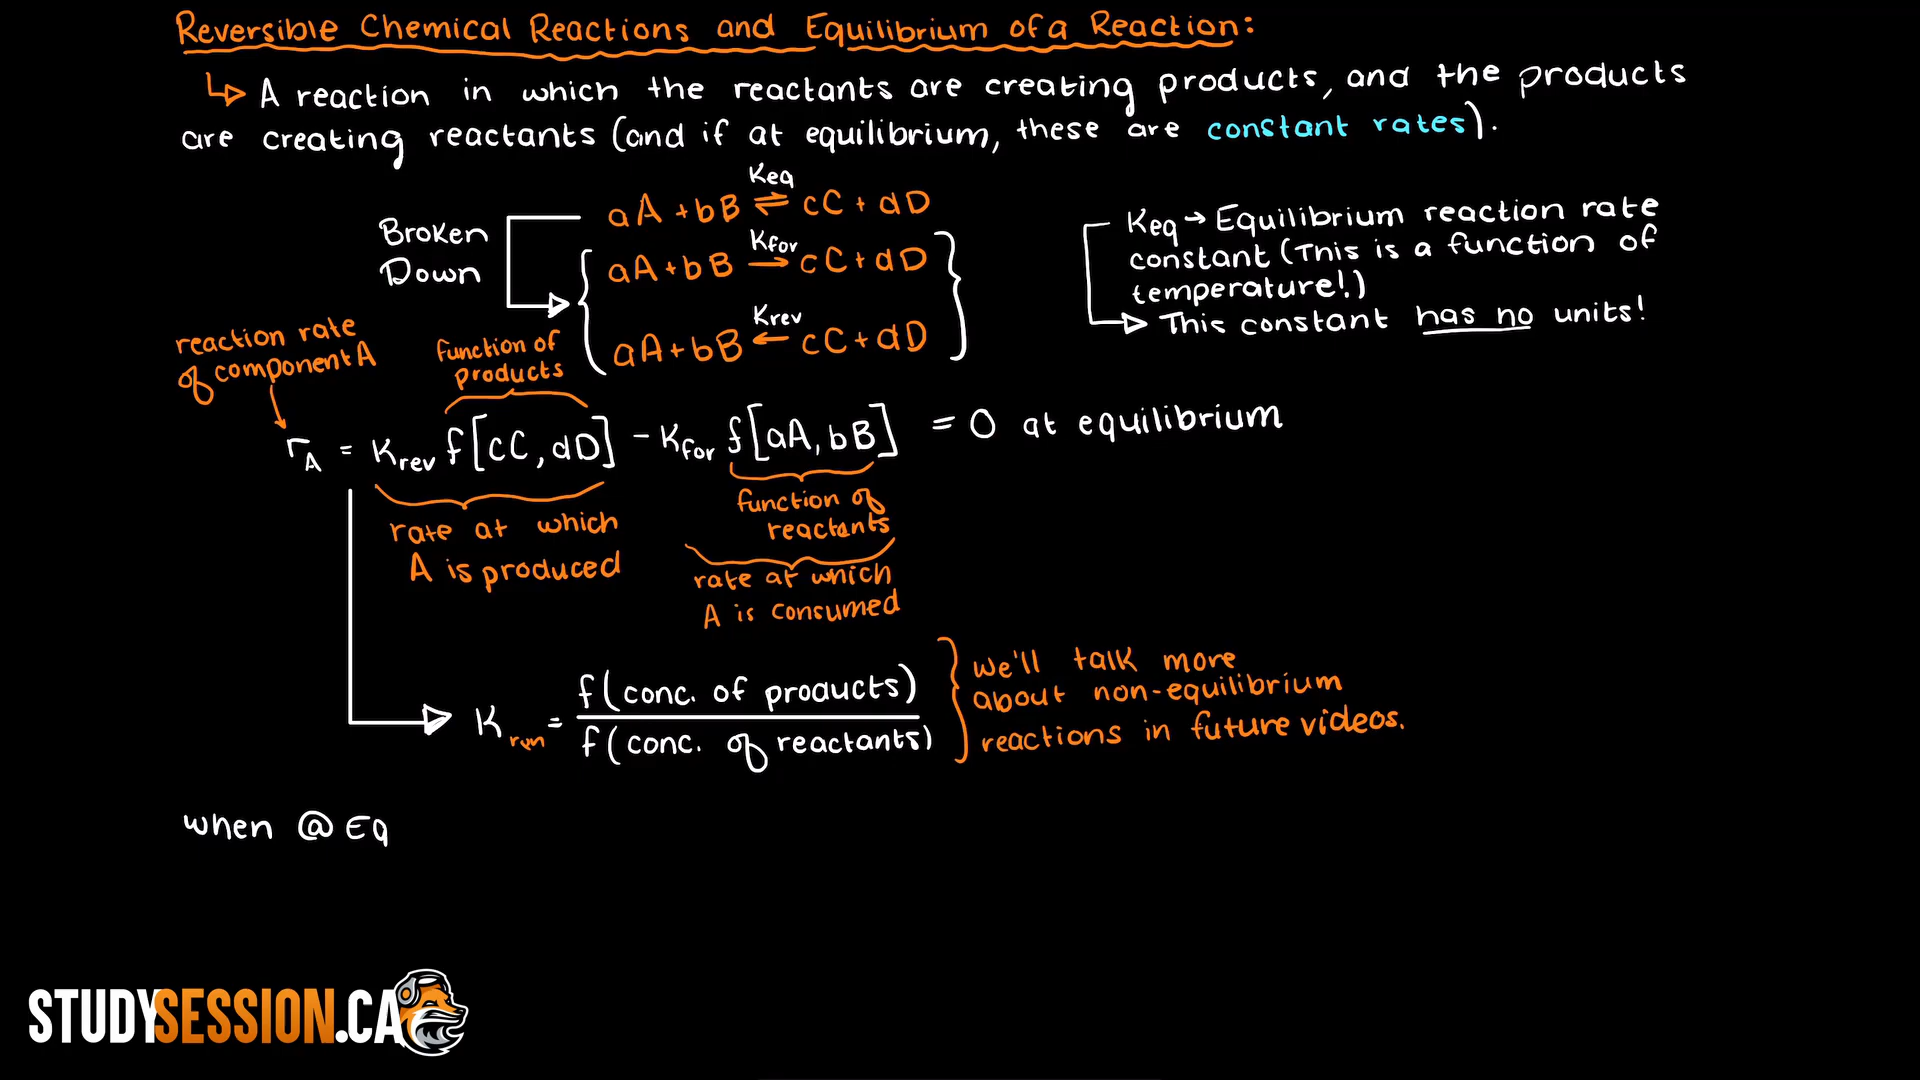 Reversible Chemical Reactions and Equilibrium of a Reaction:
↳ A reaction in which the reactants are creating products, and the products
are creating reactants (and if at equilibrium, these are constant rates).
Keq
aA + bB ⇌ cC + dD
Broken
Down
Kfor
aA + bB → cC + dD
Krev
aA + bB ← cC + dD
Keq → Equilibrium reaction rate
constant (This is a function of
temperature!)
This constant has no units!
reaction rate
of component A
function of
products
r_A = K_rev f[cC, dD] - K_for f[aA, bB] = 0 at equilibrium
rate at which
A is produced
function of
reactants
rate at which
A is consumed
K_rxn = f(conc. of products) / f(conc. of reactants)
we'll talk more
about non-equilibrium
reactions in future videos.
when @ Eq
STUDYSESSION.CA